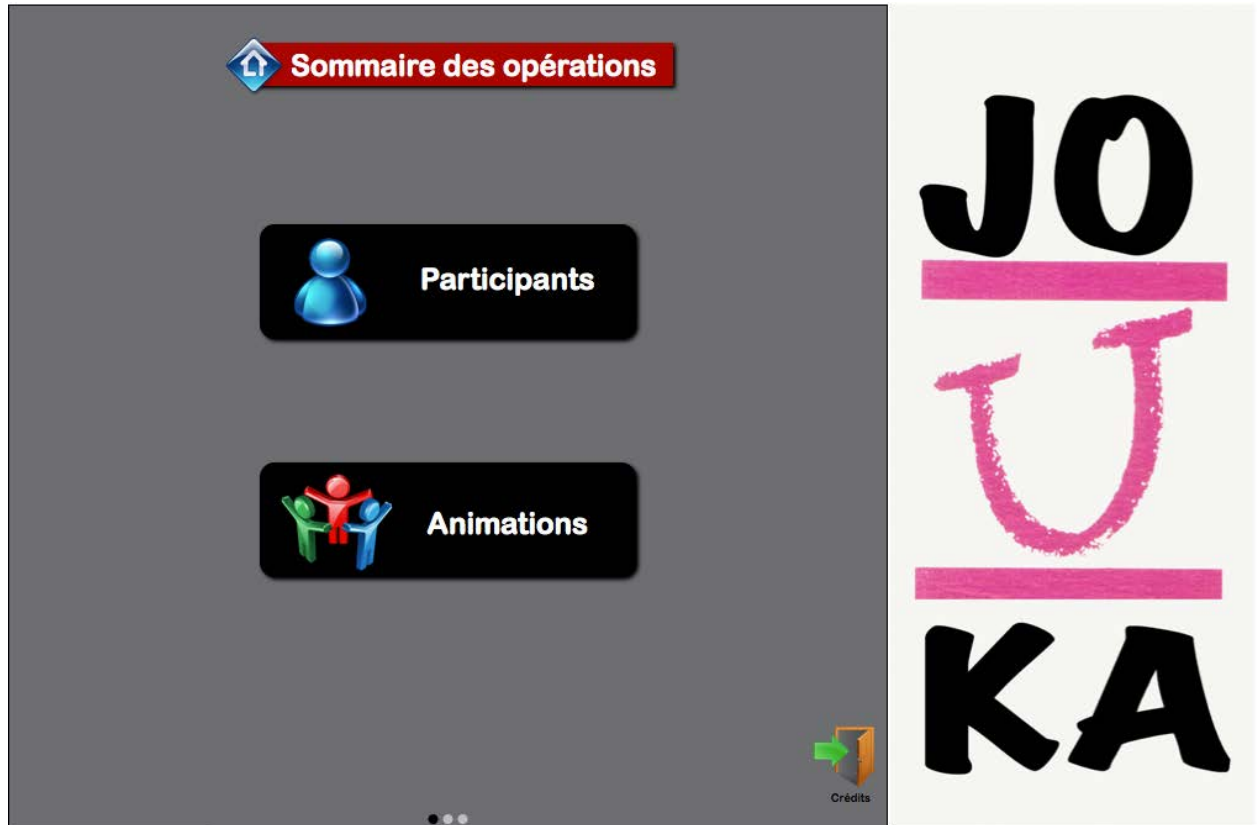 Sommaire des opérations
Participants
Animations
Crédits
JO
U
KA